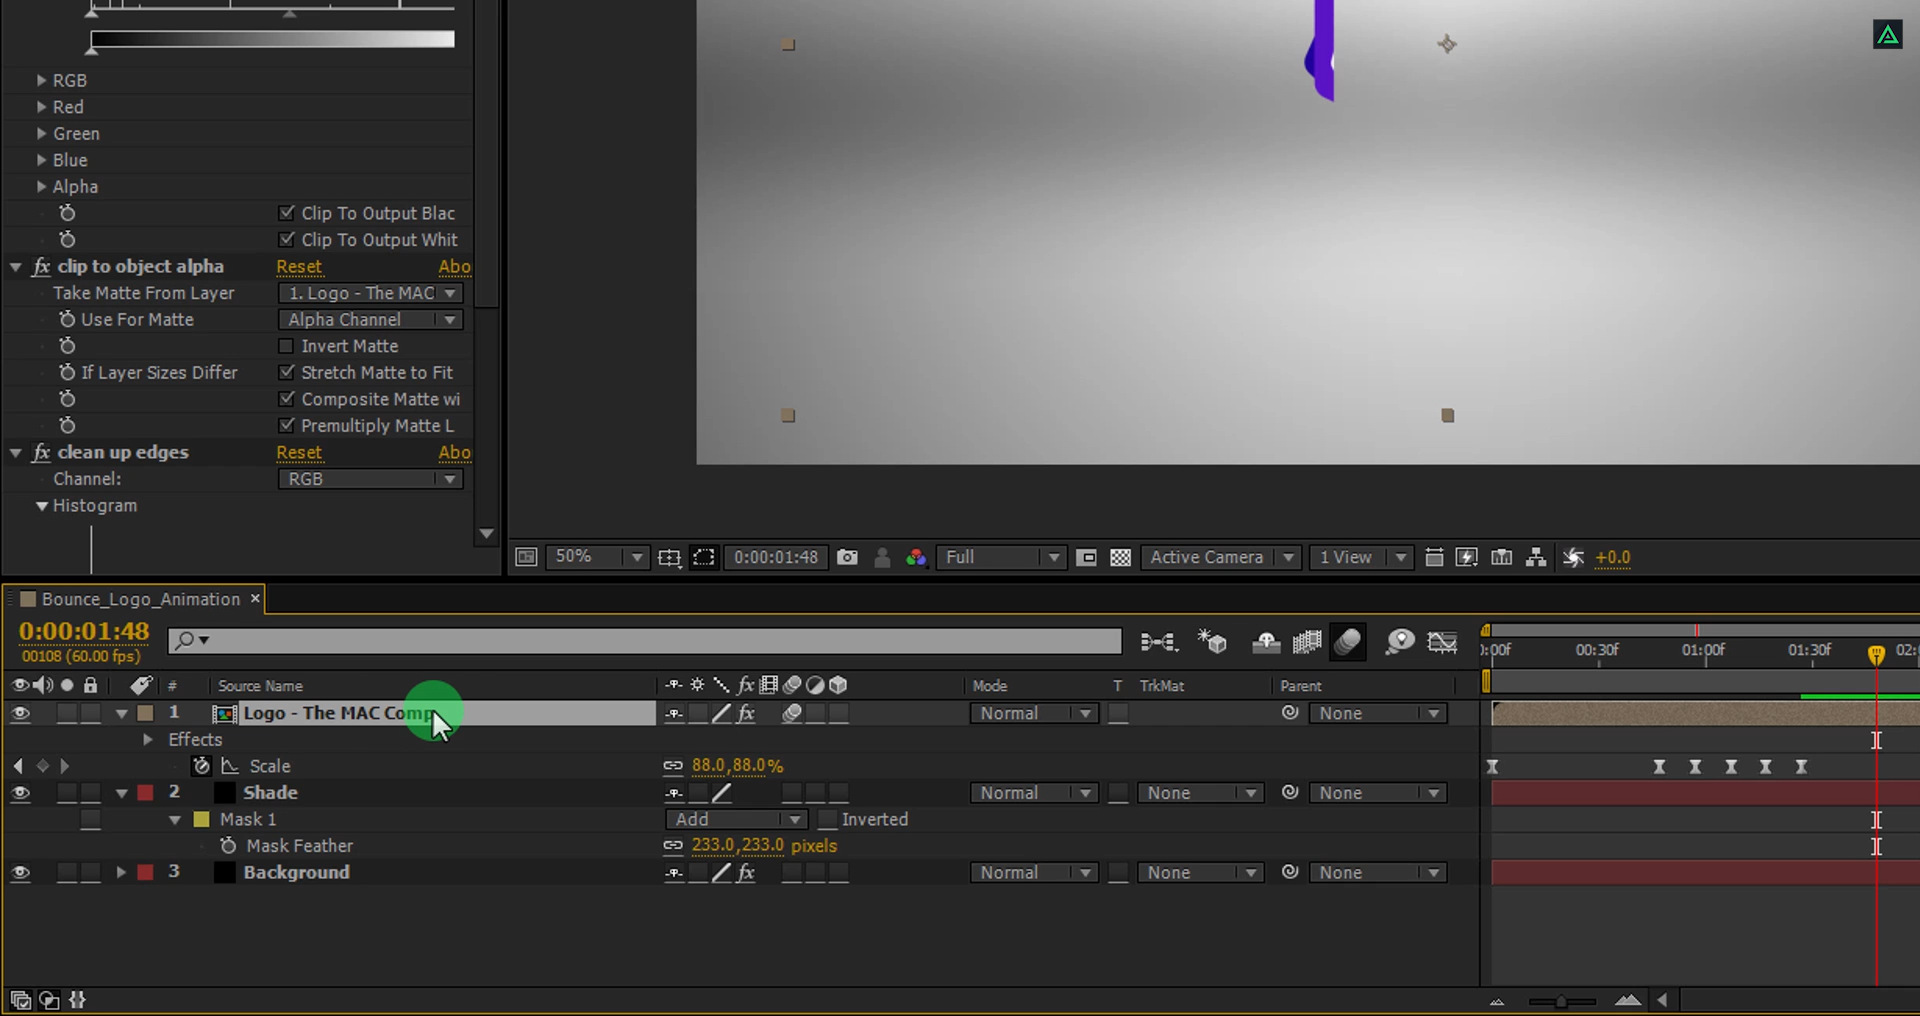 RGB
Red
Green
Blue
Alpha
Clip To Output Blac
Clip To Output Whit
fx clip to object alpha Reset Abo
Take Matte From Layer 1. Logo - The MAC
Use For Matte Alpha Channel
Invert Matte
If Layer Sizes Differ Stretch Matte to Fit
Composite Matte wi
Premultiply Matte L
fx clean up edges Reset Abo
Channel: RGB
Histogram
50% 0:00:01:48 Full Active Camera 1 View +0.0
Bounce_Logo_Animation ×
0:00:01:48
00108 (60.00 fps)
:00f 00:30f 01:00f 01:30f 02:
# Source Name fx Mode T TrkMat Parent
1 Logo - The MAC Comp fx Normal None
Effects
Scale 88.0,88.0%
2 Shade Normal None None
Mask 1 Add Inverted
Mask Feather 233.0,233.0 pixels
3 Background fx Normal None None